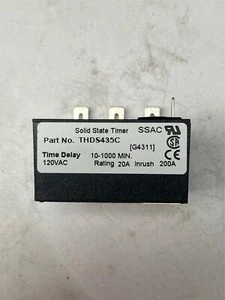 Solid State Timer SSAC
Part No. THDS435C
[G4311]
Time Delay 10-1000 MIN.
120VAC Rating 20A Inrush 200A